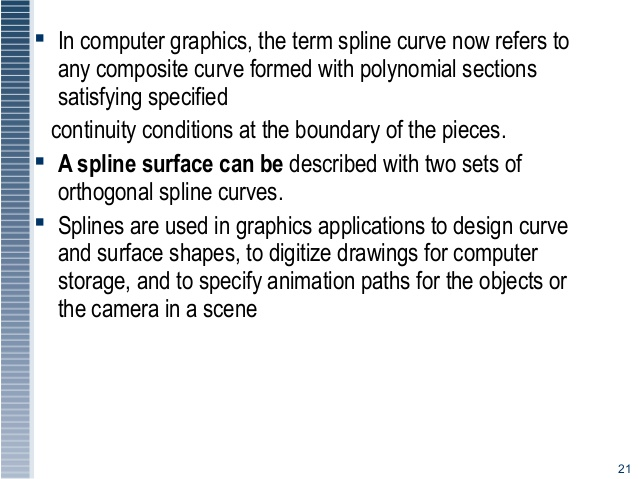 ▪ In computer graphics, the term spline curve now refers to
any composite curve formed with polynomial sections
satisfying specified
continuity conditions at the boundary of the pieces.
▪ A spline surface can be described with two sets of
orthogonal spline curves.
▪ Splines are used in graphics applications to design curve
and surface shapes, to digitize drawings for computer
storage, and to specify animation paths for the objects or
the camera in a scene
21